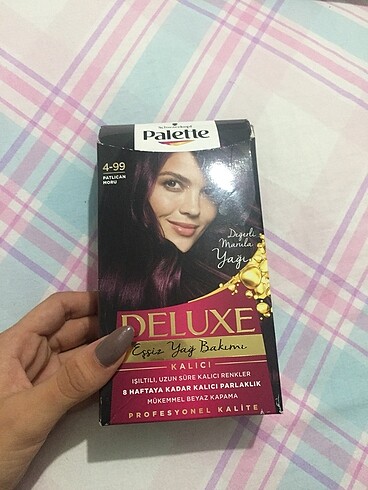 Schwarzkopf
Palette
4-99
PATLICAN
MORU
Değerli
Marula
Yağı
DELUXE
Eşsiz Yağ Bakımı
KALICI
IŞILTILI, UZUN SÜRE KALICI RENKLER
8 HAFTAYA KADAR KALICI PARLAKLIK
MÜKEMMEL BEYAZ KAPAMA
PROFESYONEL KALİTE